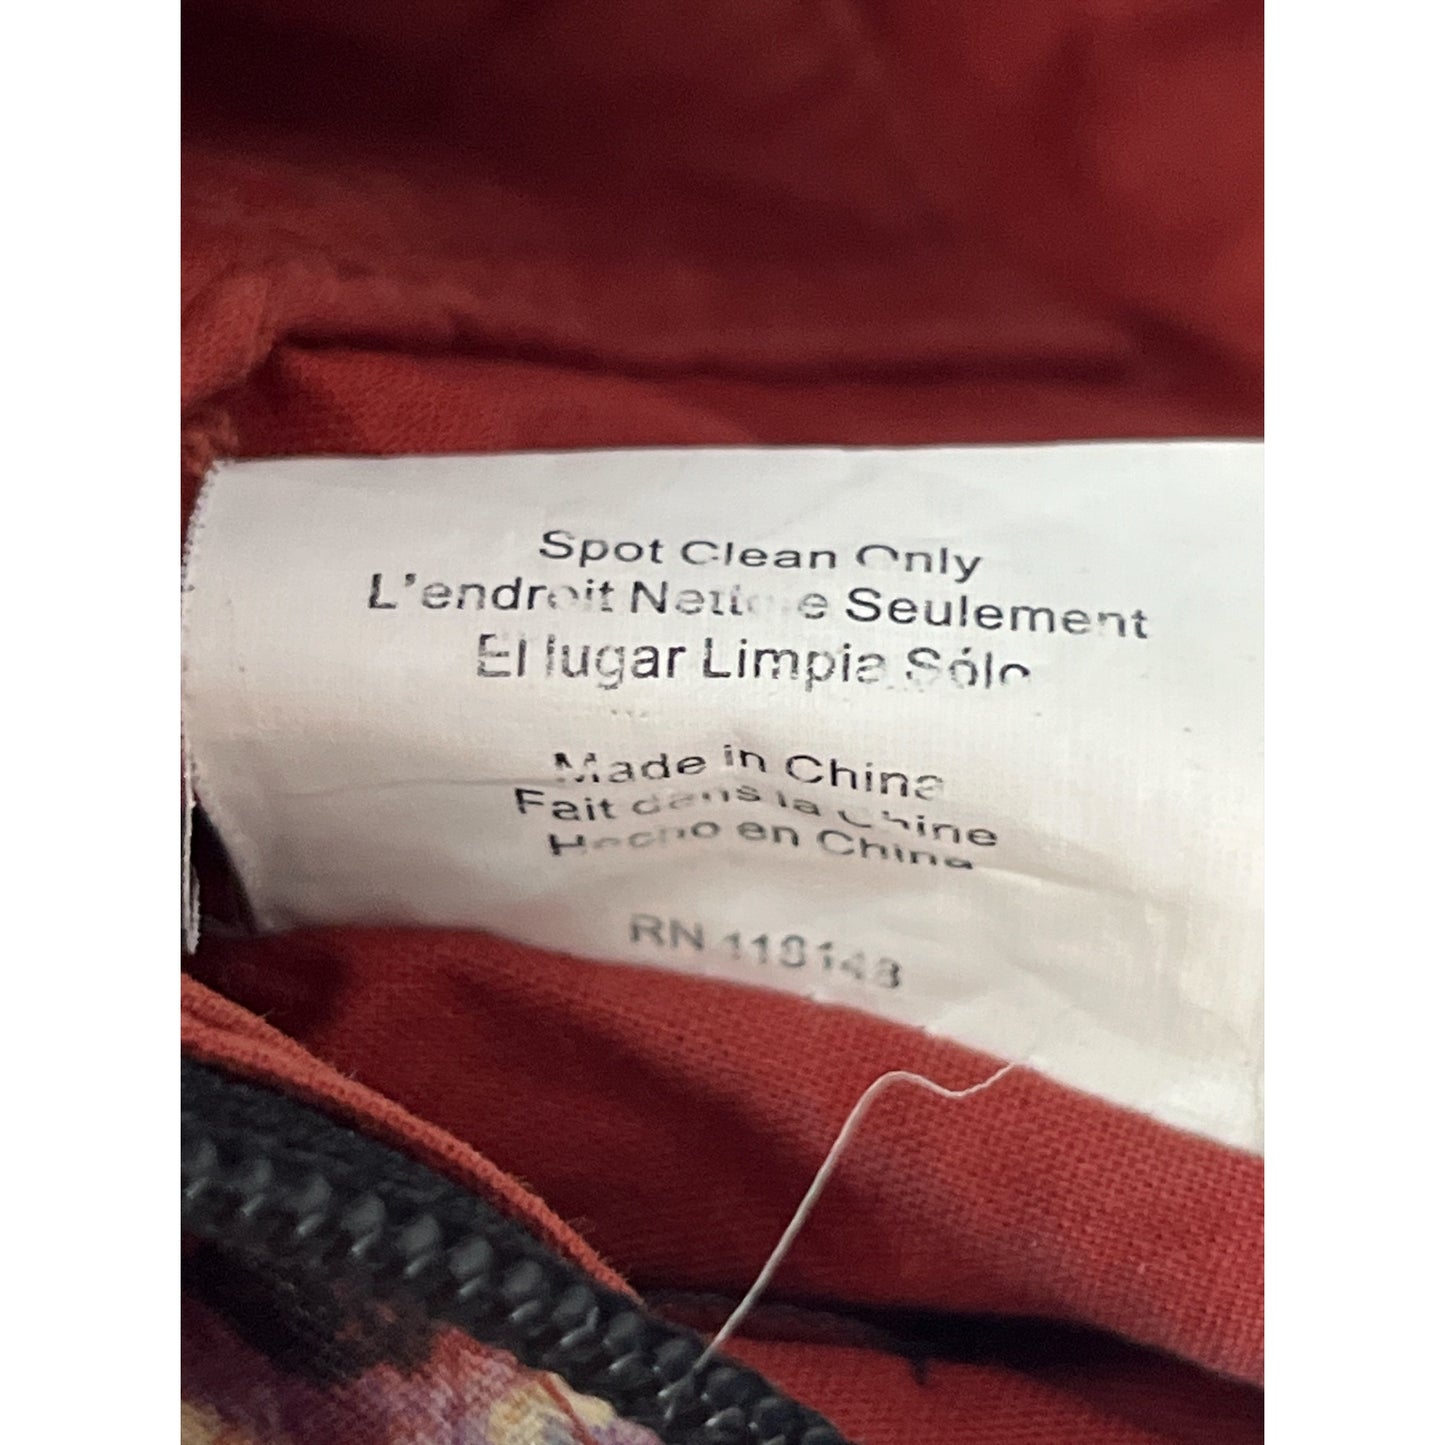 Spot Clean Only
L'endroit Nettoie Seulement
El lugar Limpia Sólo
Made in China
Fait dans la Chine
Hecho en China
RN 118148